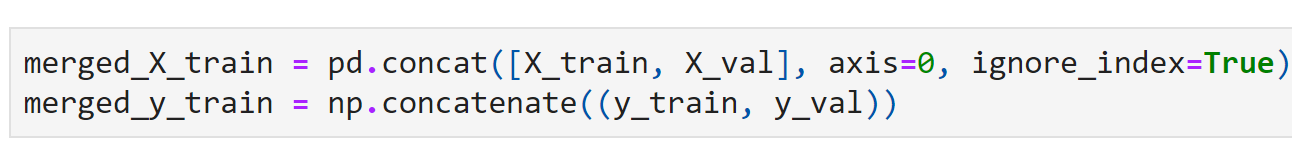 merged_X_train = pd.concat([X_train, X_val], axis=0, ignore_index=True)
merged_y_train = np.concatenate((y_train, y_val))